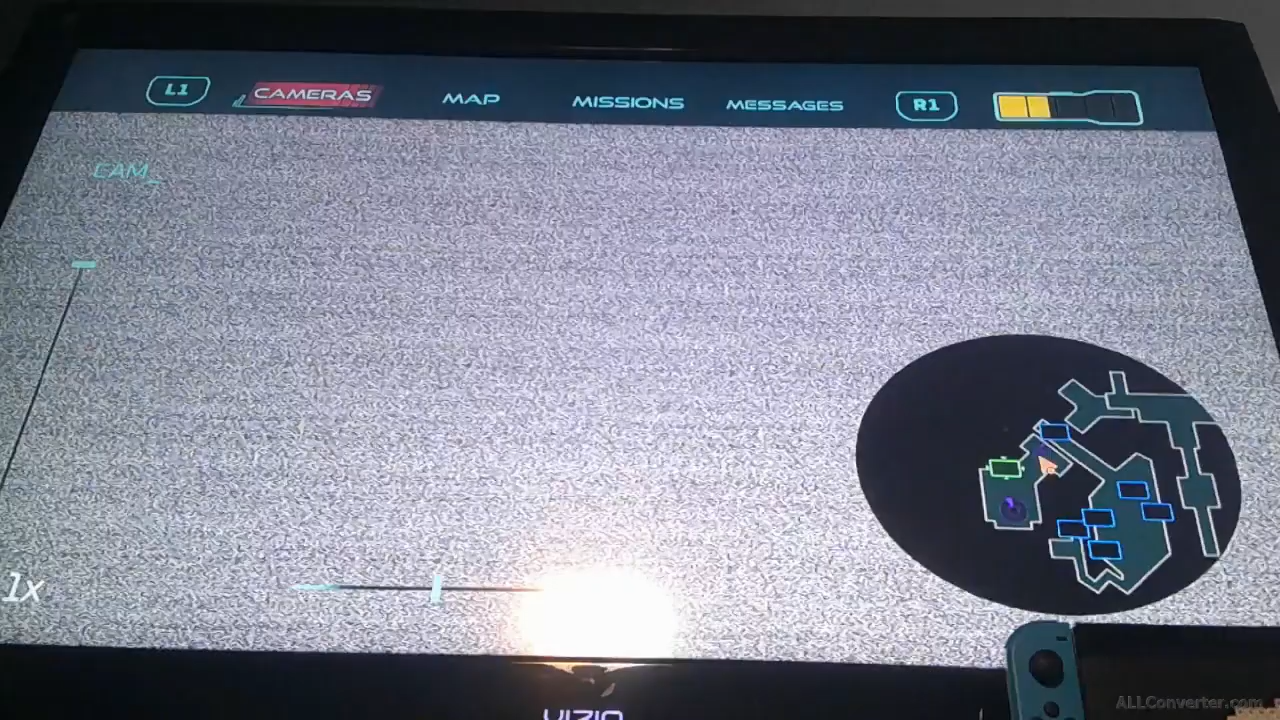 L1 CAMERAS MAP MISSIONS MESSAGES R1
CAM_
1x
VIZIO
ALLConverter.com